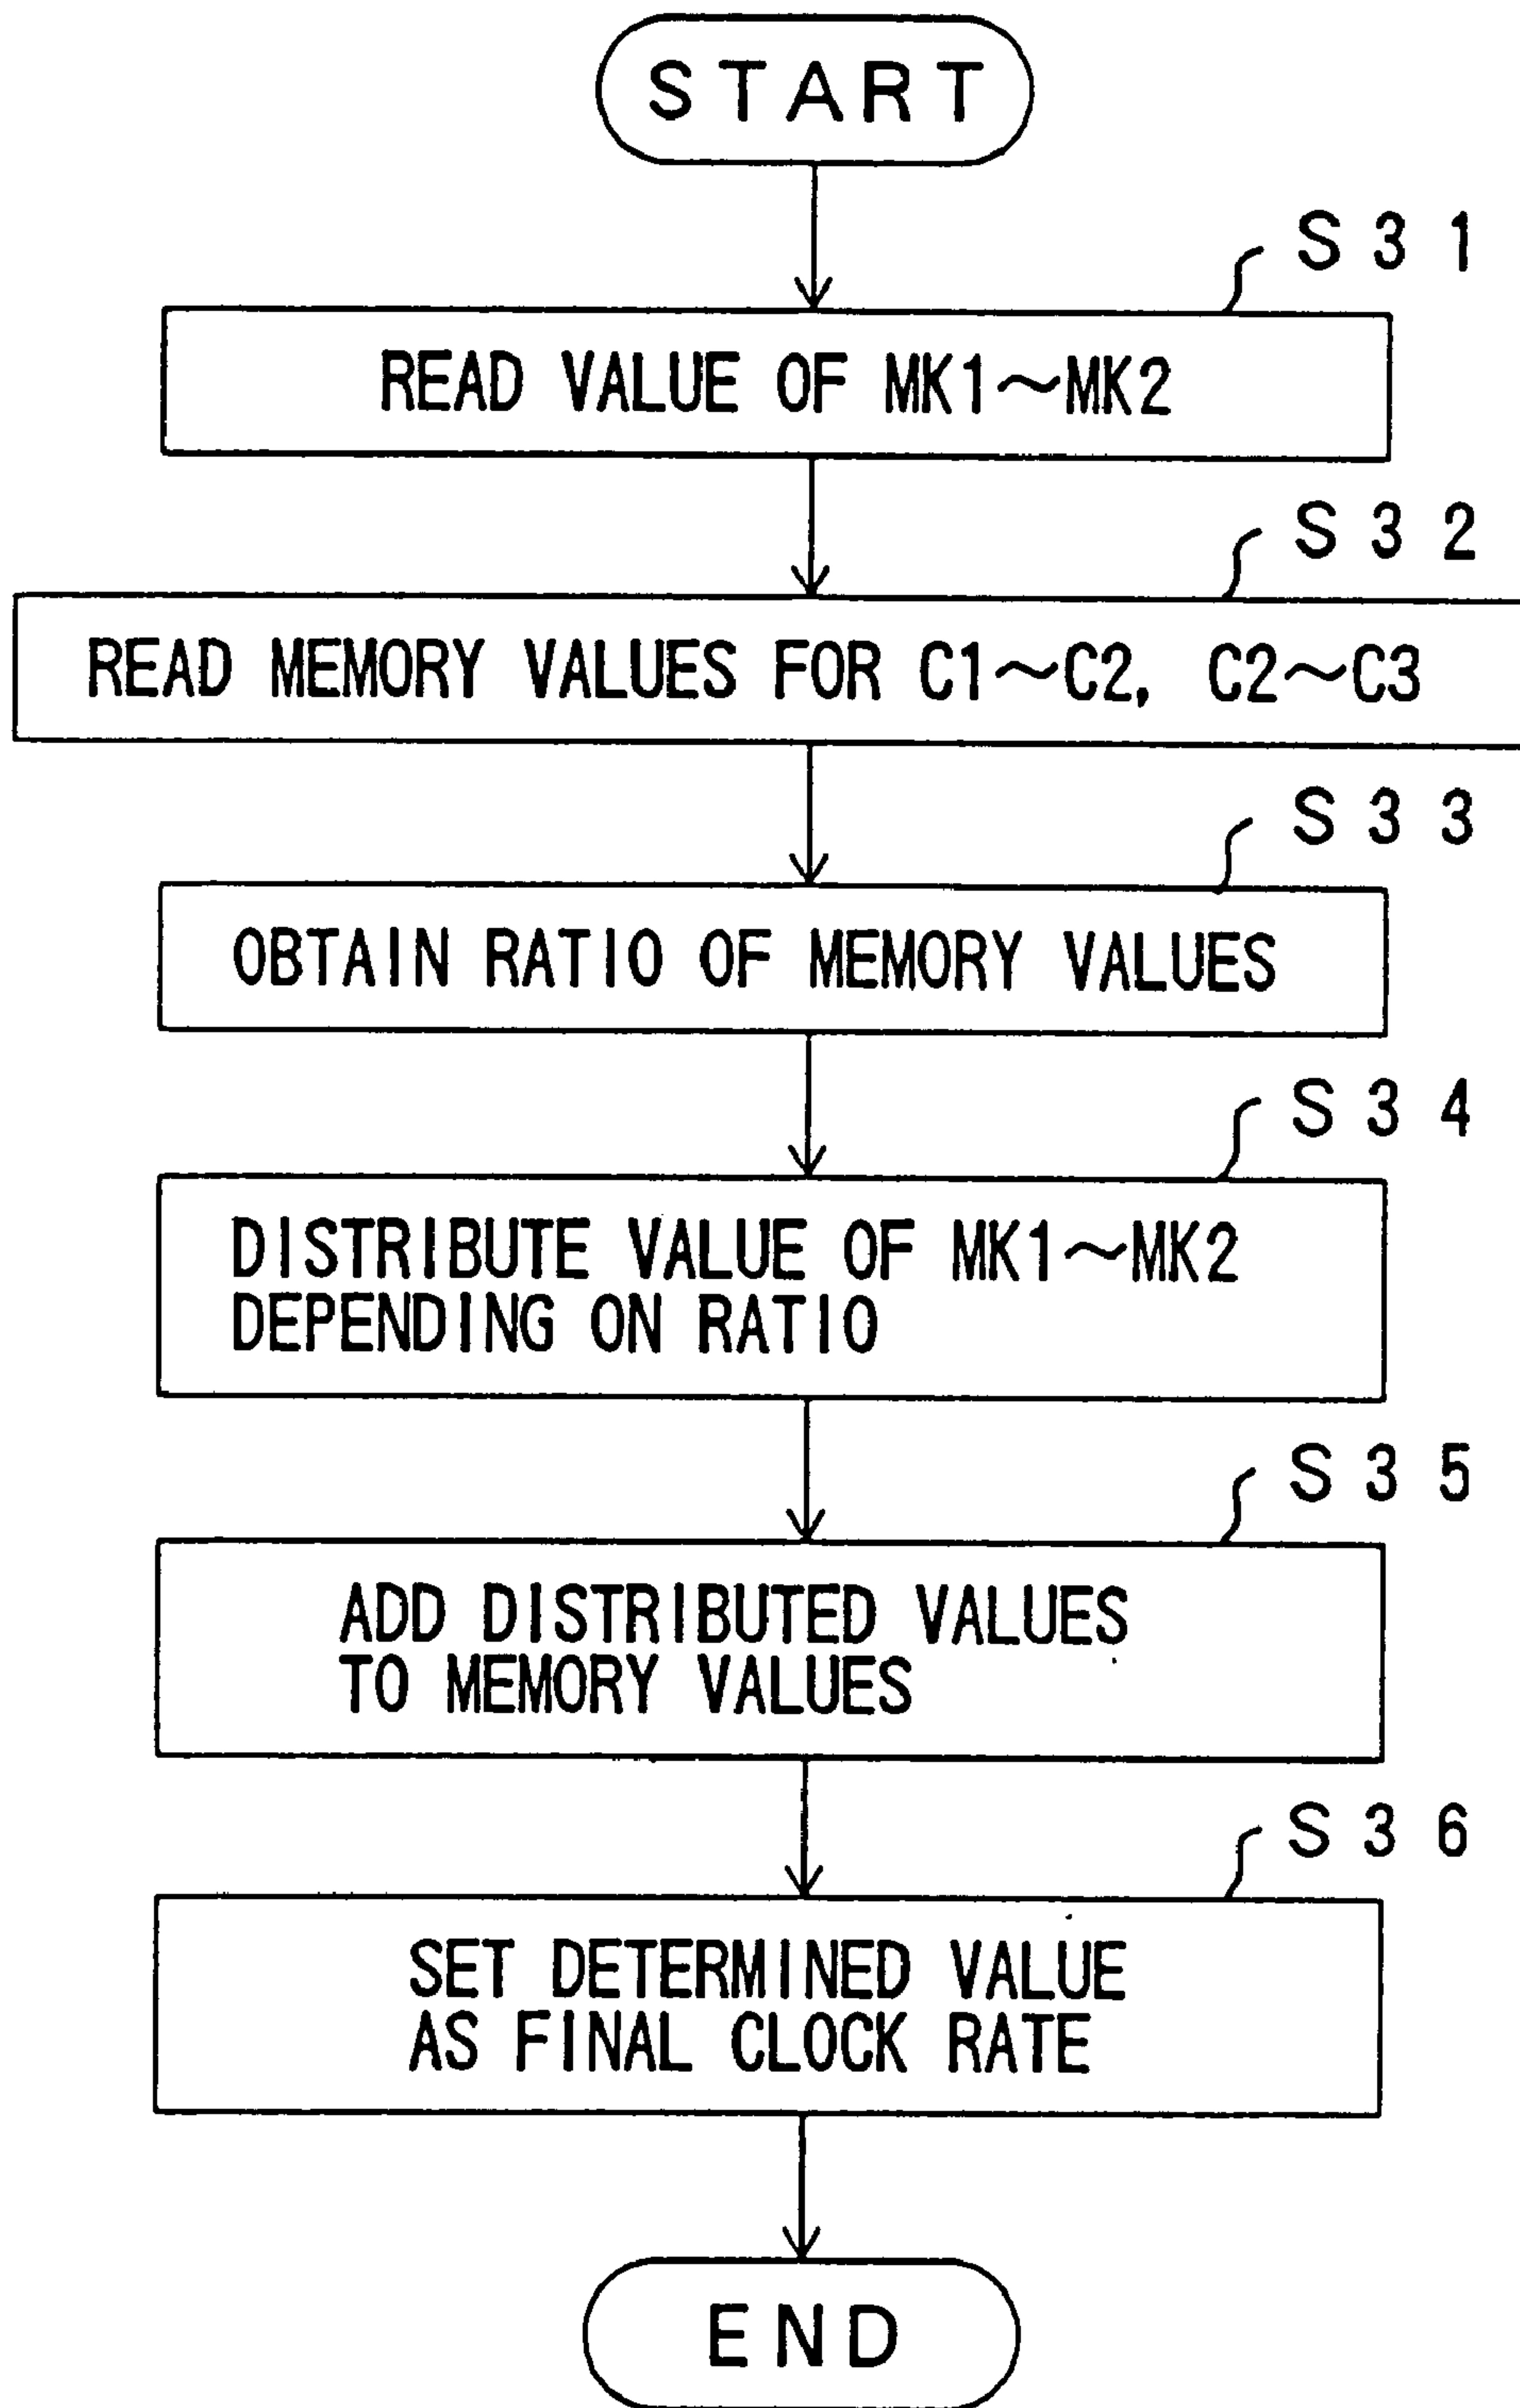 START
S31
READ VALUE OF MK1~MK2
S32
READ MEMORY VALUES FOR C1~C2, C2~C3
S33
OBTAIN RATIO OF MEMORY VALUES
S34
DISTRIBUTE VALUE OF MK1~MK2
DEPENDING ON RATIO
S35
ADD DISTRIBUTED VALUES
TO MEMORY VALUES
S36
SET DETERMINED VALUE
AS FINAL CLOCK RATE
END